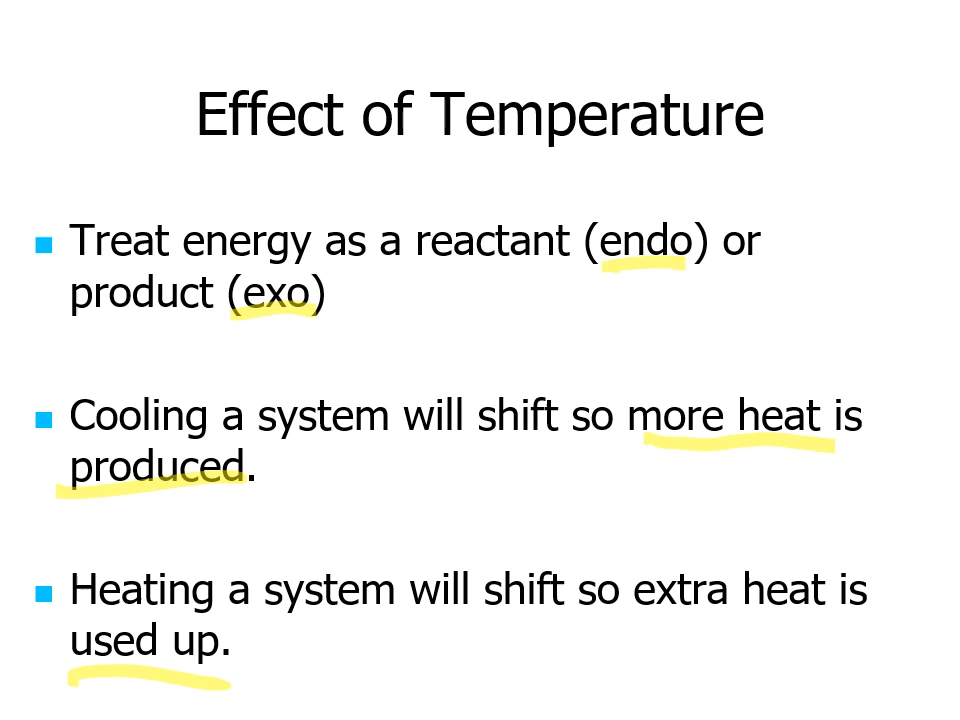 Effect of Temperature
Treat energy as a reactant (endo) or
product (exo)
Cooling a system will shift so more heat is
produced.
Heating a system will shift so extra heat is
used up.